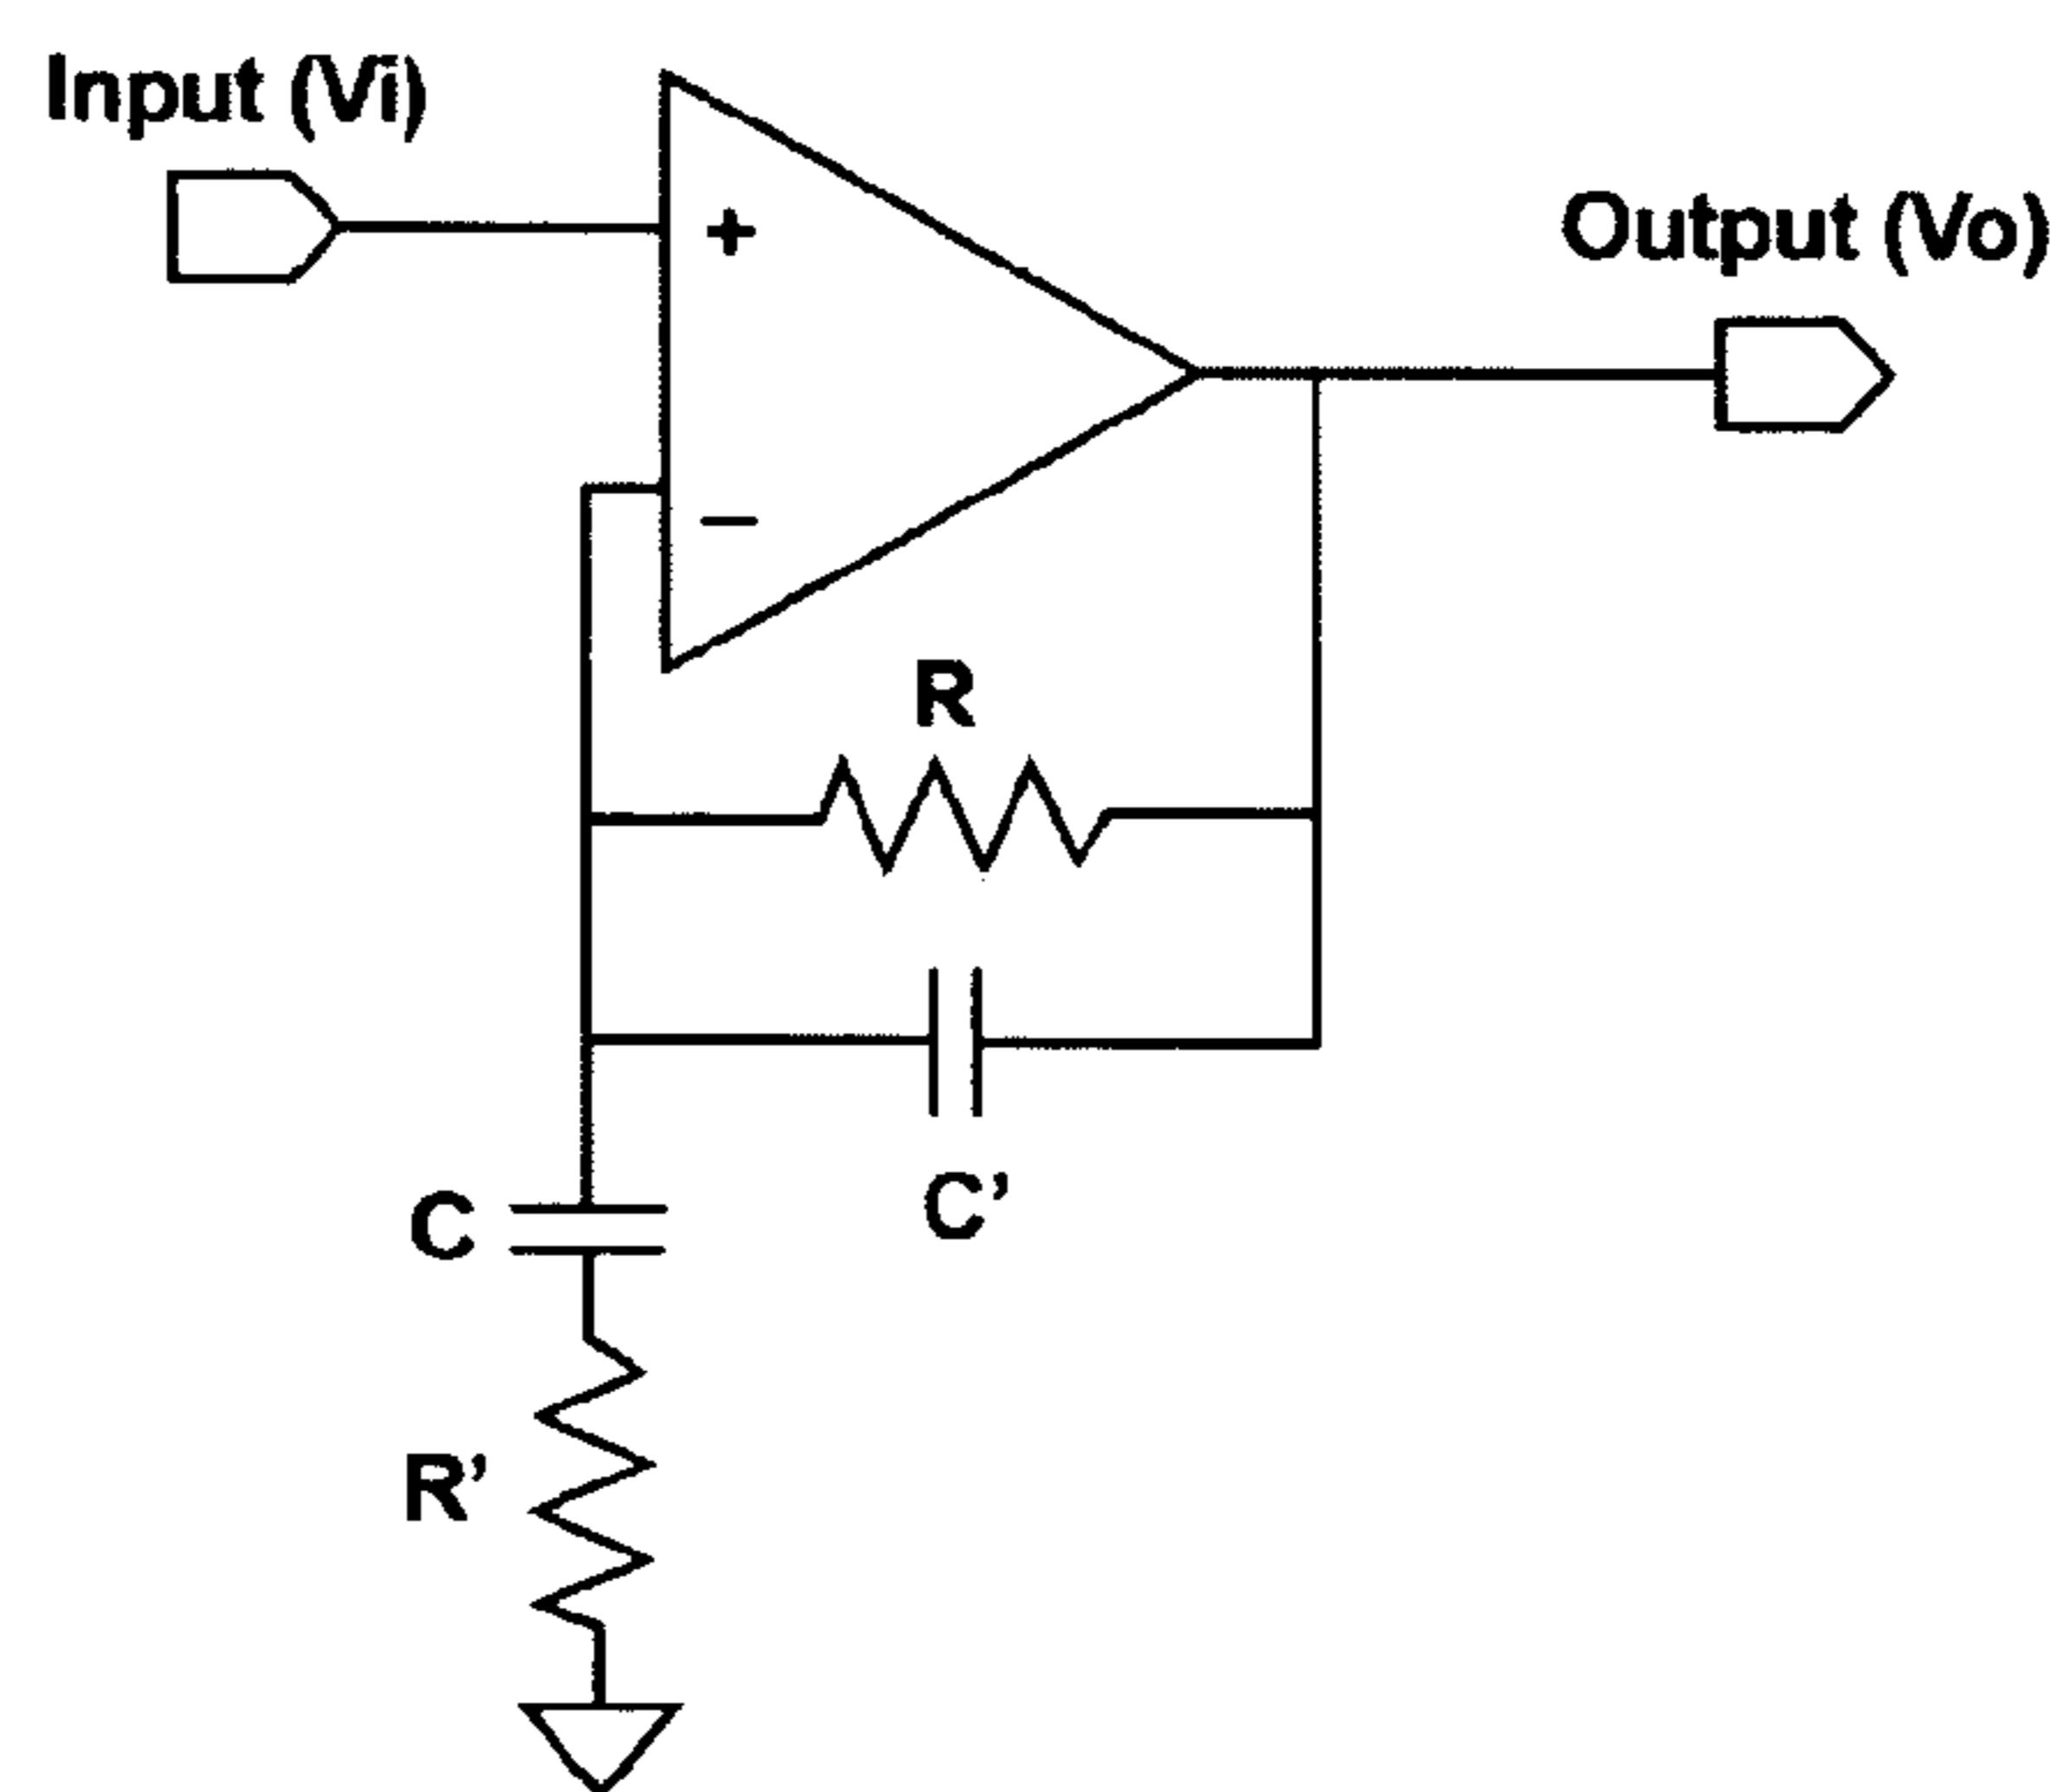 Input (Vi)
Output (Vo)
+
−
R
C'
C
R'